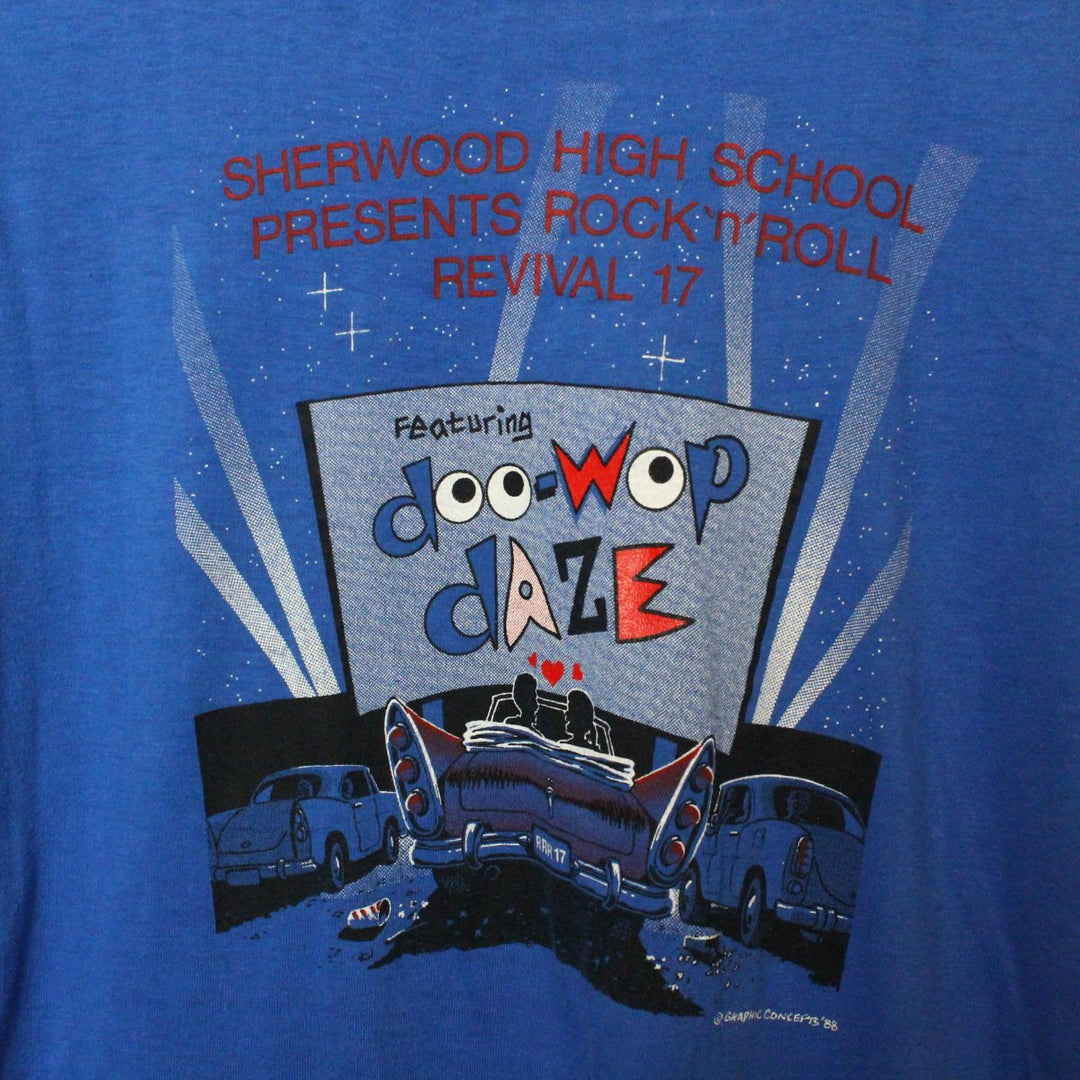 SHERWOOD HIGH SCHOOL
PRESENTS ROCK 'n' ROLL
REVIVAL 17
Featuring
doo-wop
daze
RRR 17
©GRAPHIC CONCEPTS '88